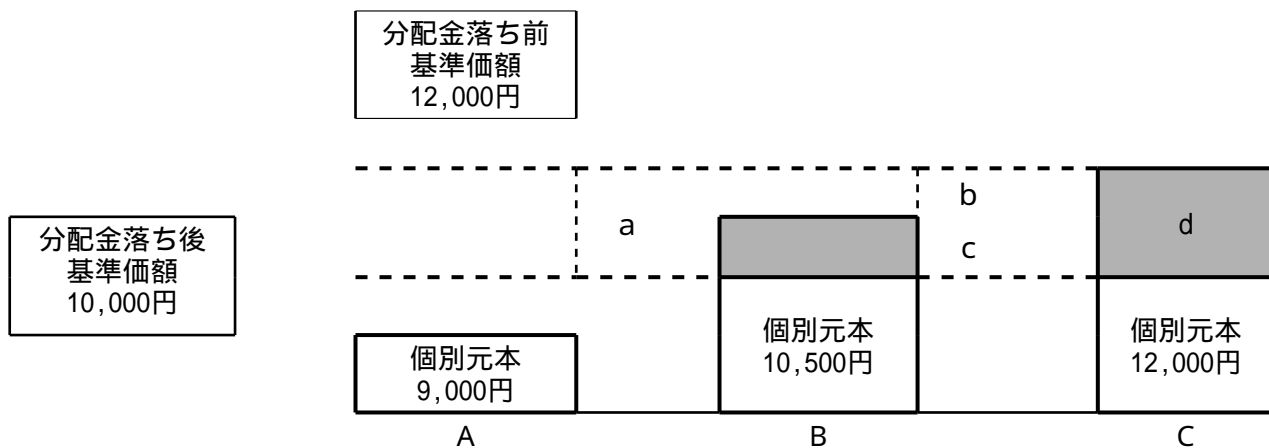 分配金落ち前
基準価額
12,000円
分配金落ち後
基準価額
10,000円
a
b
c
d
個別元本
9,000円
個別元本
10,500円
個別元本
12,000円
A
B
C